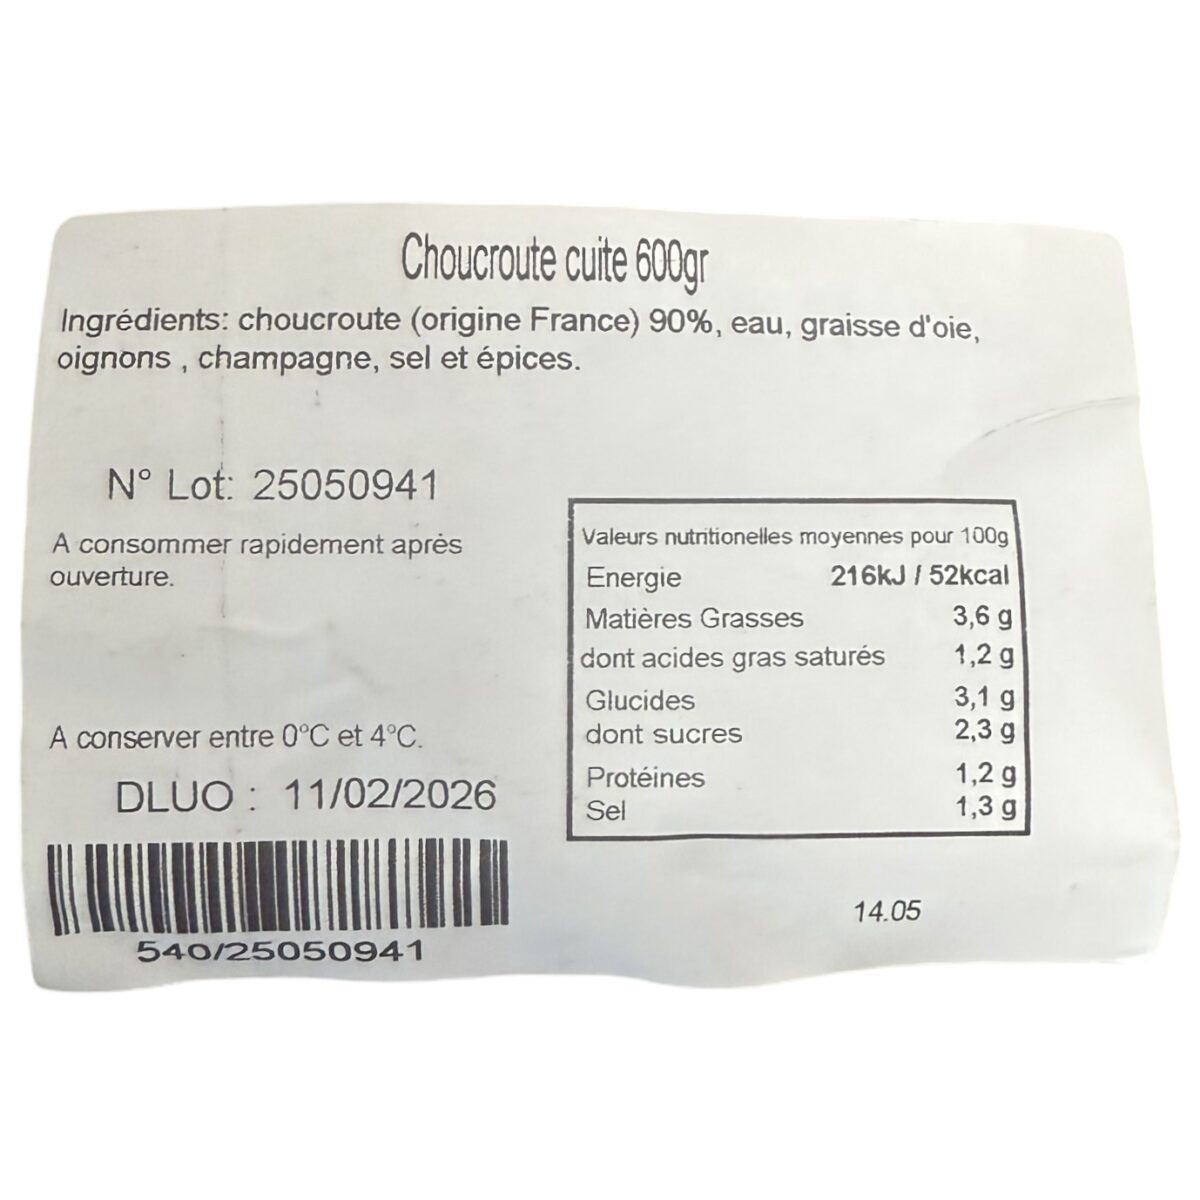 Choucroute cuite 600gr
Ingrédients: choucroute (origine France) 90%, eau, graisse d'oie,
oignons , champagne, sel et épices.
N° Lot: 25050941
A consommer rapidement après
ouverture.
A conserver entre 0°C et 4°C.
DLUO : 11/02/2026
540/25050941
Valeurs nutritionelles moyennes pour 100g
Energie 216kJ / 52kcal
Matières Grasses 3,6 g
dont acides gras saturés 1,2 g
Glucides 3,1 g
dont sucres 2,3 g
Protéines 1,2 g
Sel 1,3 g
14.05